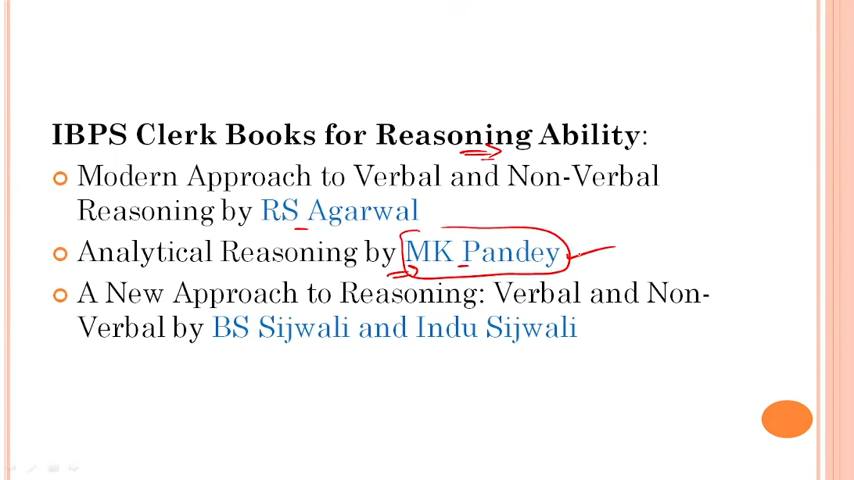 IBPS Clerk Books for Reasoning Ability:
Modern Approach to Verbal and Non-Verbal
Reasoning by RS Agarwal
Analytical Reasoning by MK Pandey
A New Approach to Reasoning: Verbal and Non-
Verbal by BS Sijwali and Indu Sijwali